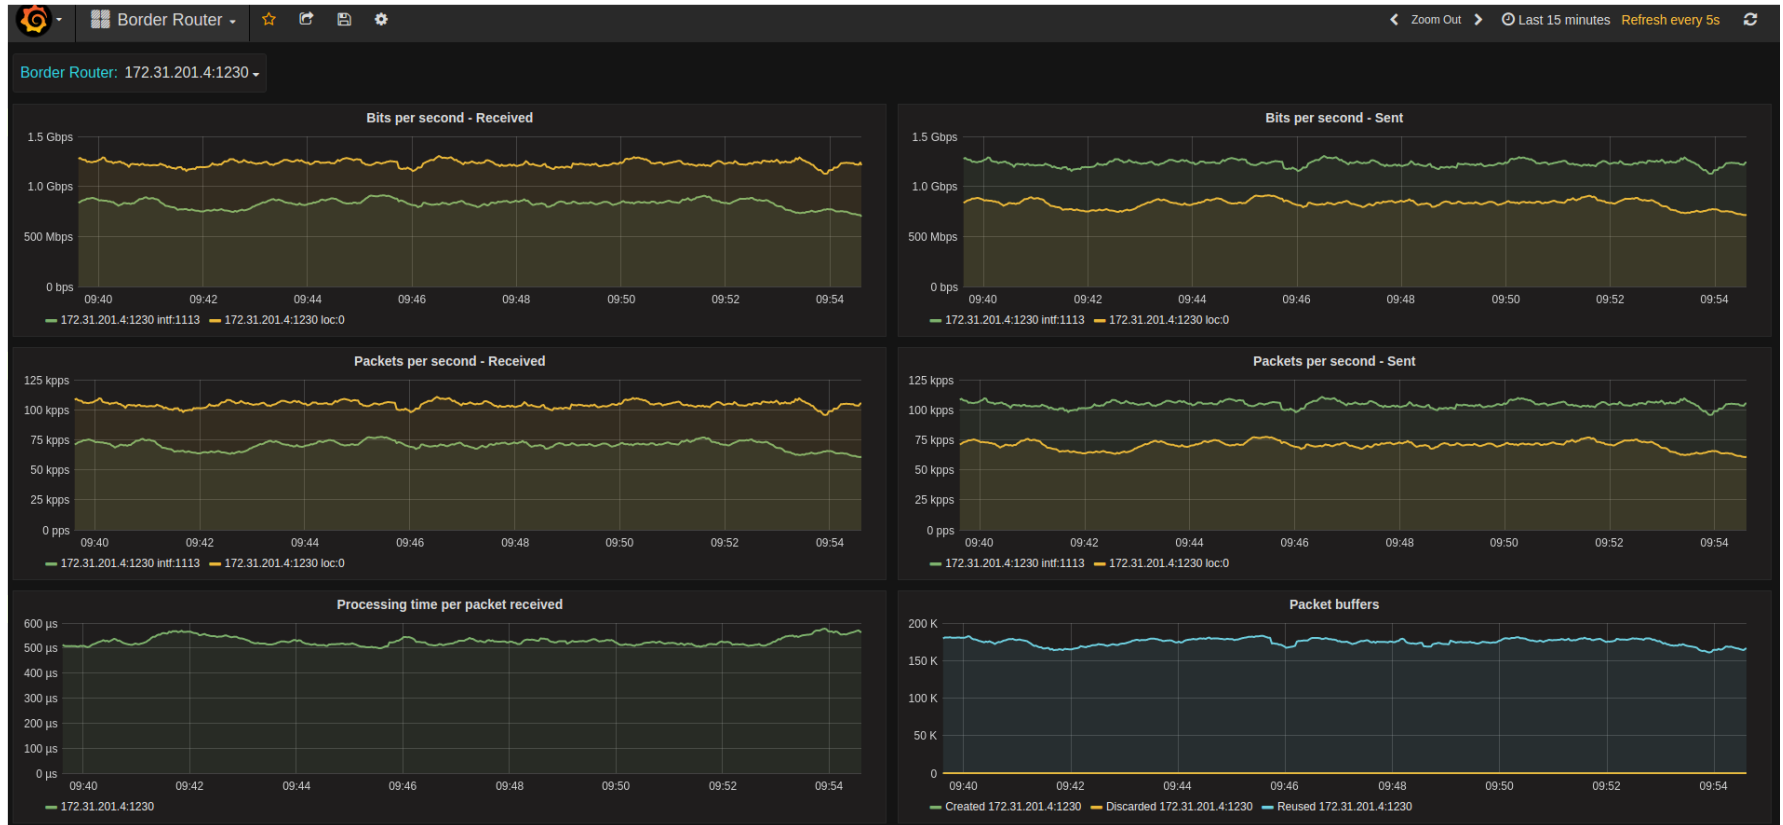 Border Router
Zoom Out Last 15 minutes Refresh every 5s
Border Router: 172.31.201.4:1230
Bits per second - Received
1.5 Gbps
1.0 Gbps
500 Mbps
0 bps
09:40 09:42 09:44 09:46 09:48 09:50 09:52 09:54
172.31.201.4:1230 intf:1113 172.31.201.4:1230 loc:0
Bits per second - Sent
1.5 Gbps
1.0 Gbps
500 Mbps
0 bps
09:40 09:42 09:44 09:46 09:48 09:50 09:52 09:54
172.31.201.4:1230 intf:1113 172.31.201.4:1230 loc:0
Packets per second - Received
125 kpps
100 kpps
75 kpps
50 kpps
25 kpps
0 pps
09:40 09:42 09:44 09:46 09:48 09:50 09:52 09:54
172.31.201.4:1230 intf:1113 172.31.201.4:1230 loc:0
Packets per second - Sent
125 kpps
100 kpps
75 kpps
50 kpps
25 kpps
0 pps
09:40 09:42 09:44 09:46 09:48 09:50 09:52 09:54
172.31.201.4:1230 intf:1113 172.31.201.4:1230 loc:0
Processing time per packet received
600 µs
500 µs
400 µs
300 µs
200 µs
100 µs
0 µs
09:40 09:42 09:44 09:46 09:48 09:50 09:52 09:54
172.31.201.4:1230
Packet buffers
200 K
150 K
100 K
50 K
0
09:40 09:42 09:44 09:46 09:48 09:50 09:52 09:54
Created 172.31.201.4:1230 Discarded 172.31.201.4:1230 Reused 172.31.201.4:1230